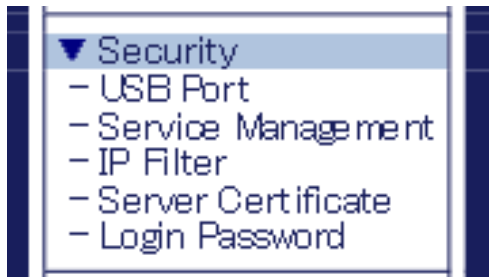 ▼ Security
– USB Port
– Service Management
– IP Filter
– Server Certificate
– Login Password